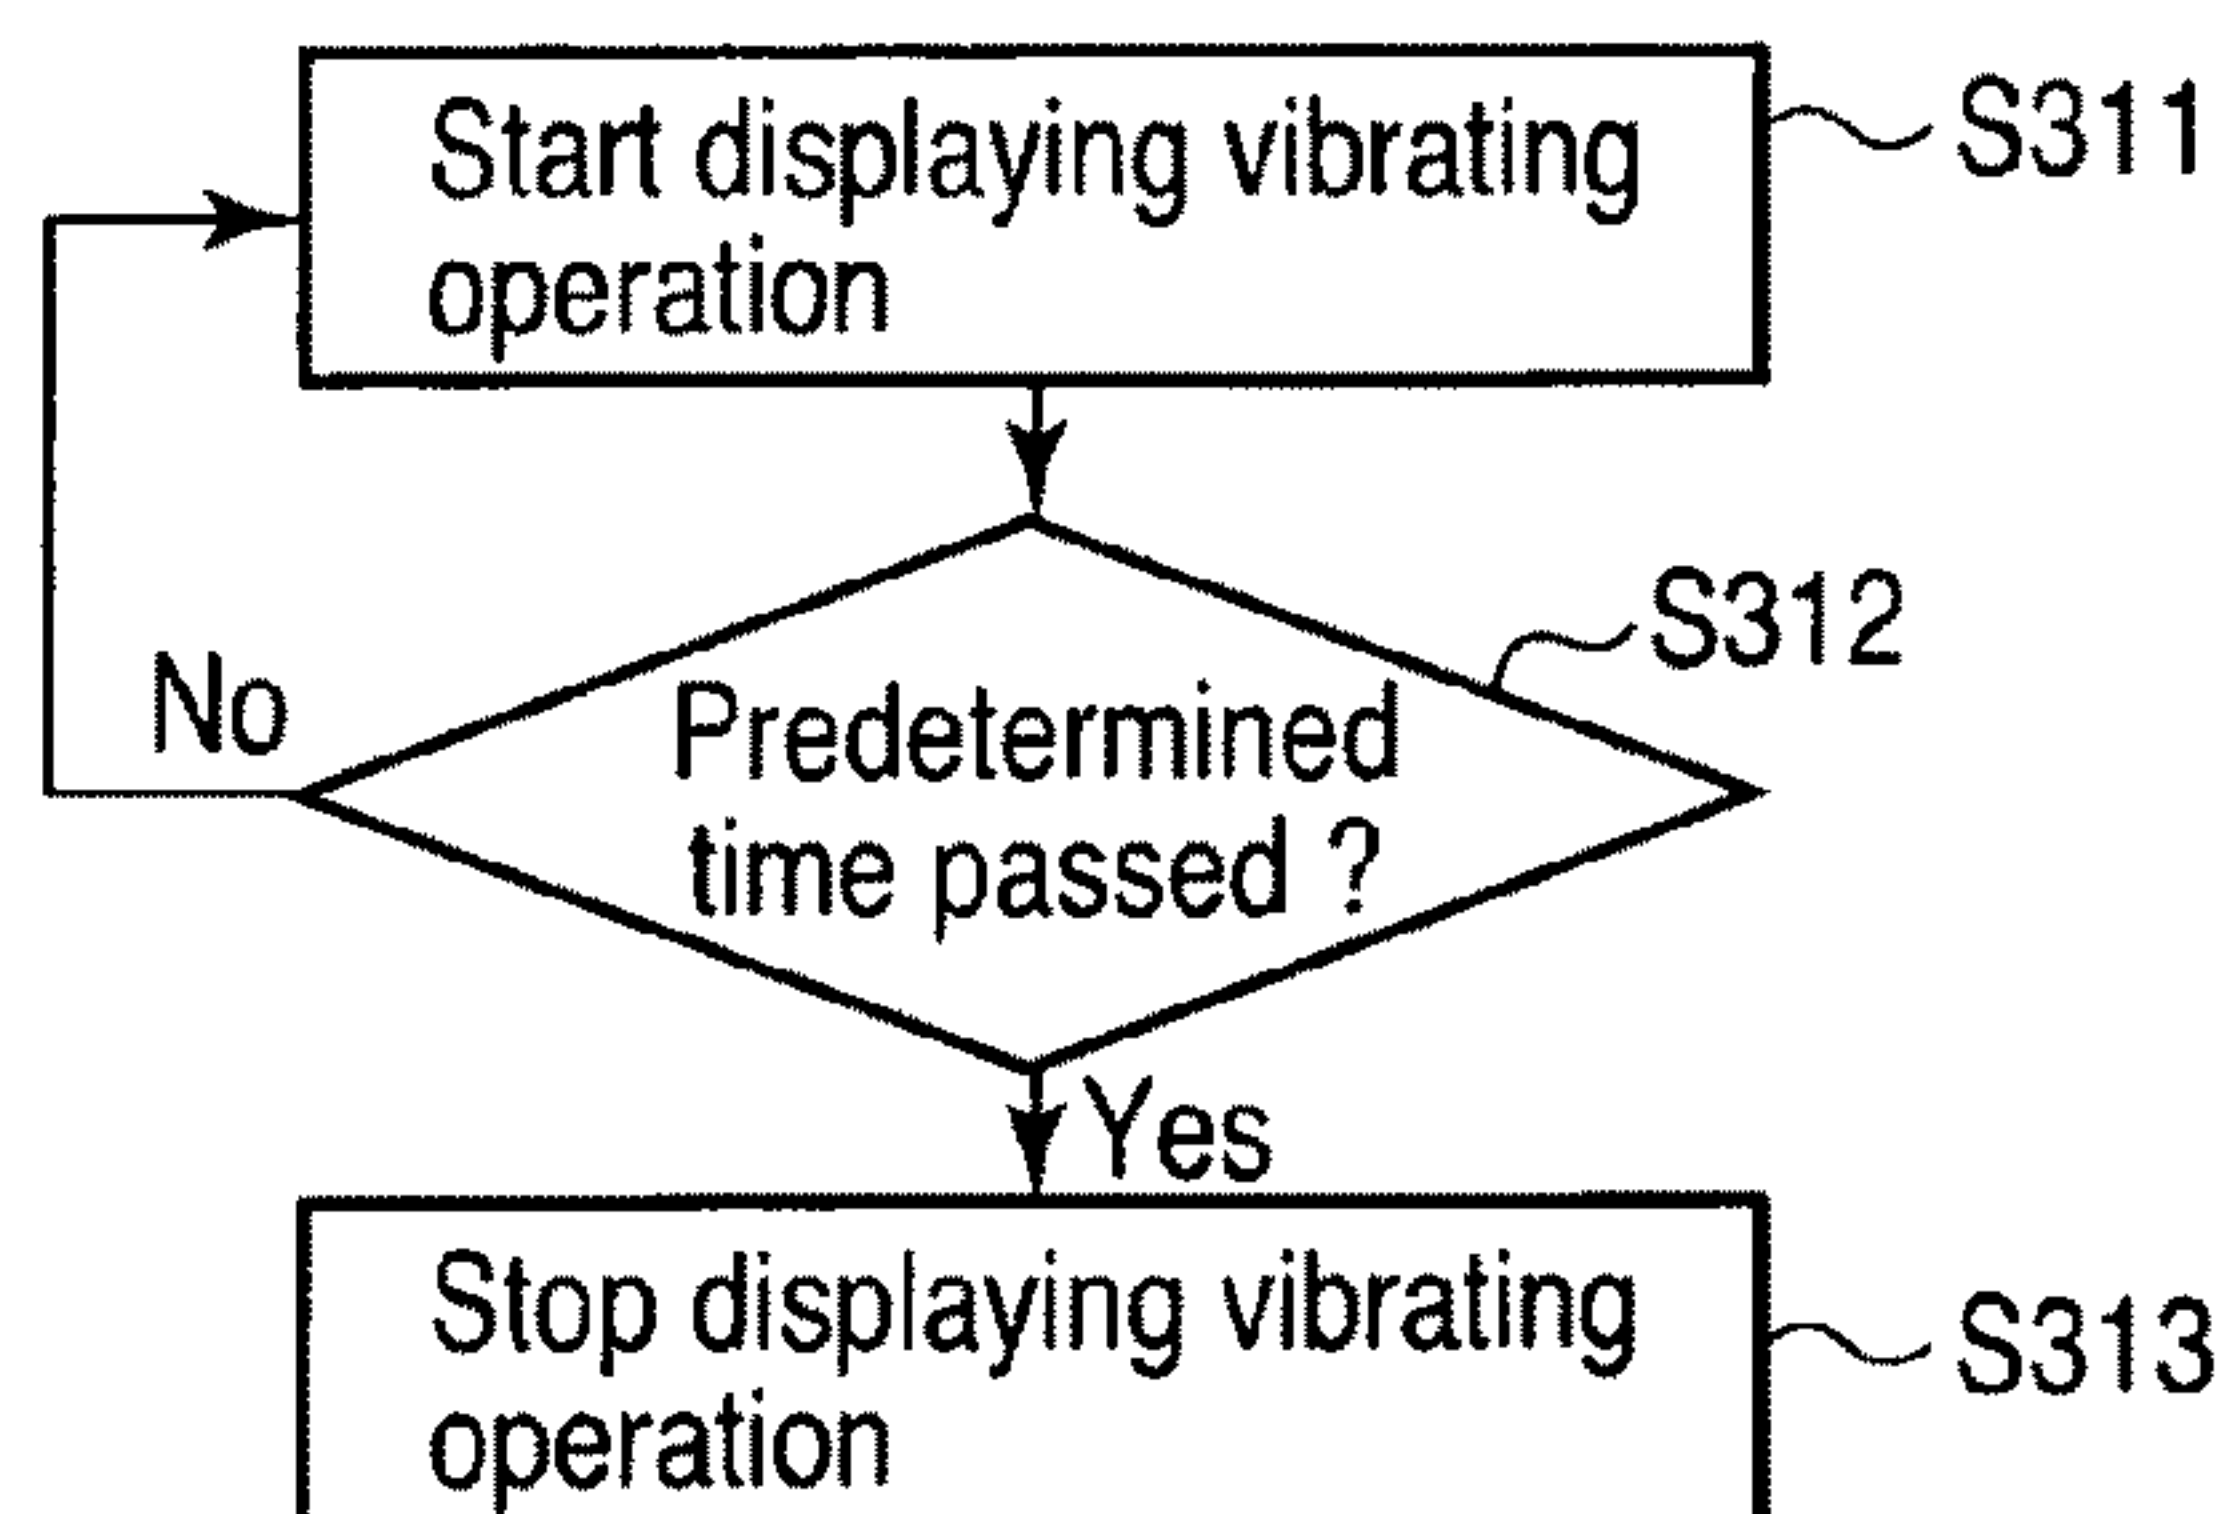 Start displaying vibrating
operation
S311
S312
No
Predetermined
time passed ?
Yes
Stop displaying vibrating
operation
S313